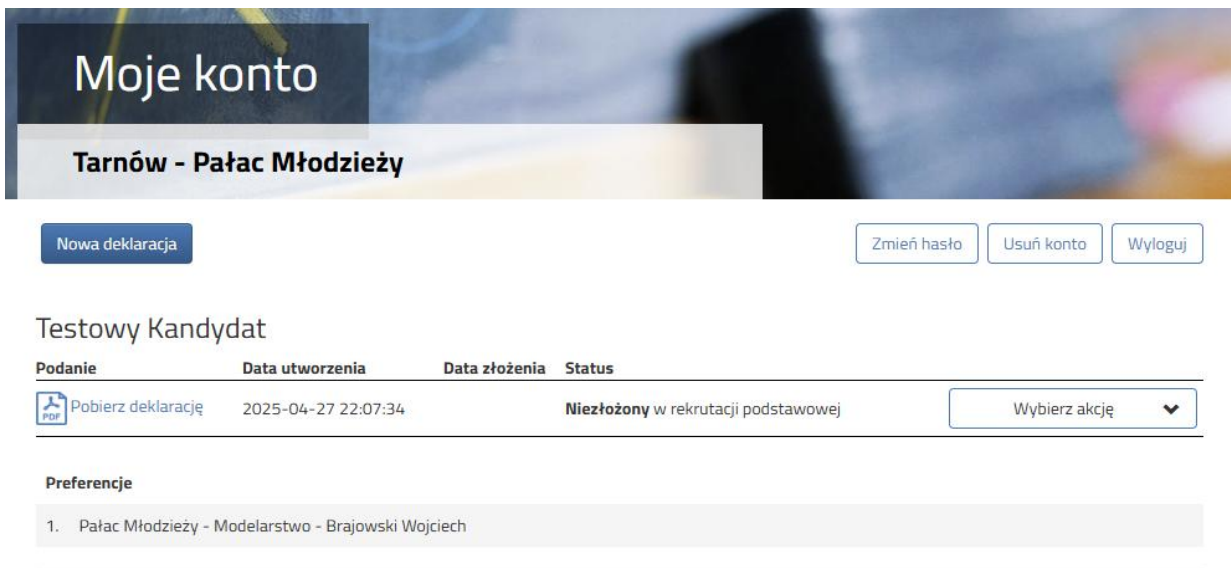 Moje konto
Tarnów - Pałac Młodzieży
Nowa deklaracja Zmień hasło Usuń konto Wyloguj
Testowy Kandydat
Podanie Data utworzenia Data złożenia Status
PDF Pobierz deklarację 2025-04-27 22:07:34 Niezłożony w rekrutacji podstawowej Wybierz akcję
Preferencje
1. Pałac Młodzieży - Modelarstwo - Brajowski Wojciech